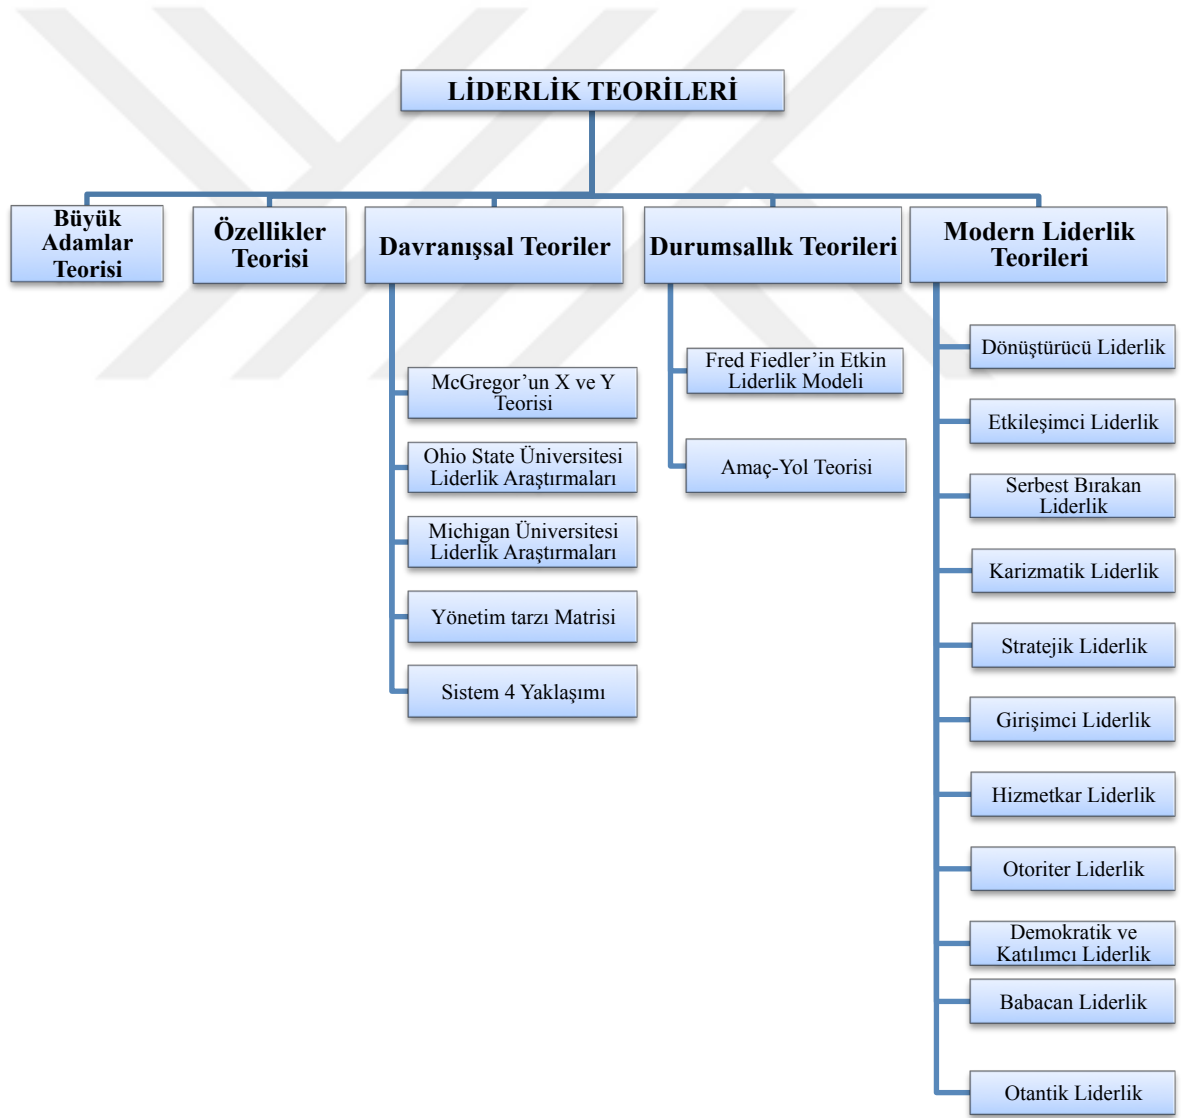 LİDERLİK TEORİLERİ
Büyük
Adamlar
Teorisi
Özellikler
Teorisi
Davranışsal Teoriler
McGregor’un X ve Y
Teorisi
Ohio State Üniversitesi
Liderlik Araştırmaları
Michigan Üniversitesi
Liderlik Araştırmaları
Yönetim tarzı Matrisi
Sistem 4 Yaklaşımı
Durumsallık Teorileri
Fred Fiedler’in Etkin
Liderlik Modeli
Amaç-Yol Teorisi
Modern Liderlik
Teorileri
Dönüştürücü Liderlik
Etkileşimci Liderlik
Serbest Bırakan
Liderlik
Karizmatik Liderlik
Stratejik Liderlik
Girişimci Liderlik
Hizmetkar Liderlik
Otoriter Liderlik
Demokratik ve
Katılımcı Liderlik
Babacan Liderlik
Otantik Liderlik